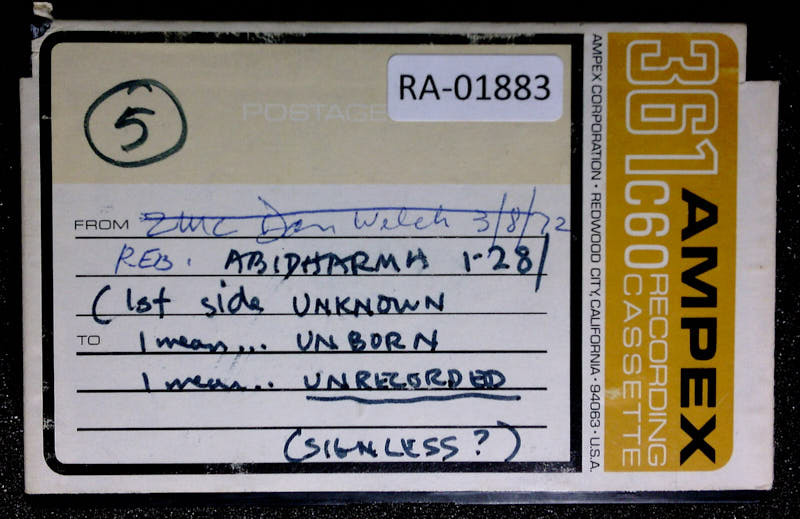 5
POSTAGE
RA-01883
FROM ZMC Dan Welch 3/8/72
REB. ABIDHARMA 1-28/
(1st side UNKNOWN
TO I mean... UNBORN
I mean.. UNRECORDED
(SIGNLESS?)
AMPEX CORPORATION • REDWOOD CITY, CALIFORNIA • 94063 • U.S.A.
361 C60 RECORDING CASSETTE
AMPEX